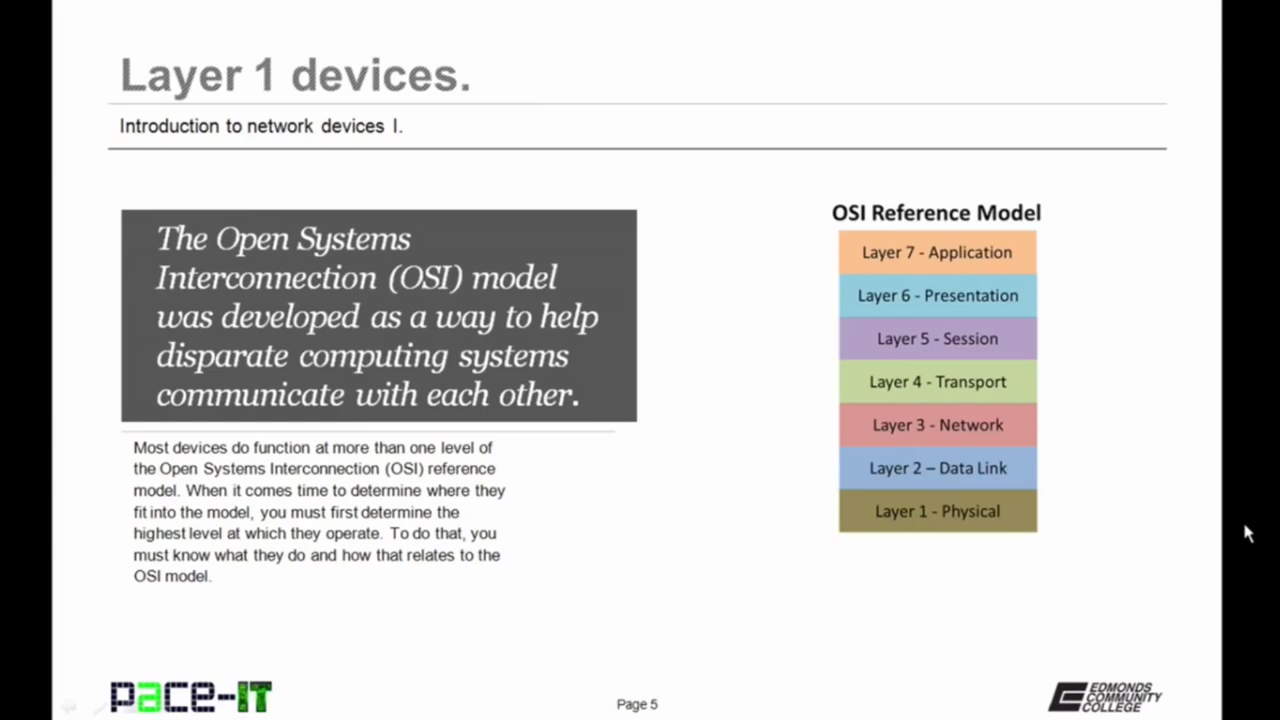 Layer 1 devices.
Introduction to network devices I.
The Open Systems
Interconnection (OSI) model
was developed as a way to help
disparate computing systems
communicate with each other.
Most devices do function at more than one level of
the Open Systems Interconnection (OSI) reference
model. When it comes time to determine where they
fit into the model, you must first determine the
highest level at which they operate. To do that, you
must know what they do and how that relates to the
OSI model.
OSI Reference Model
Layer 7 - Application
Layer 6 - Presentation
Layer 5 - Session
Layer 4 - Transport
Layer 3 - Network
Layer 2 – Data Link
Layer 1 - Physical
pace-IT
Page 5
EDMONDS
COMMUNITY
COLLEGE